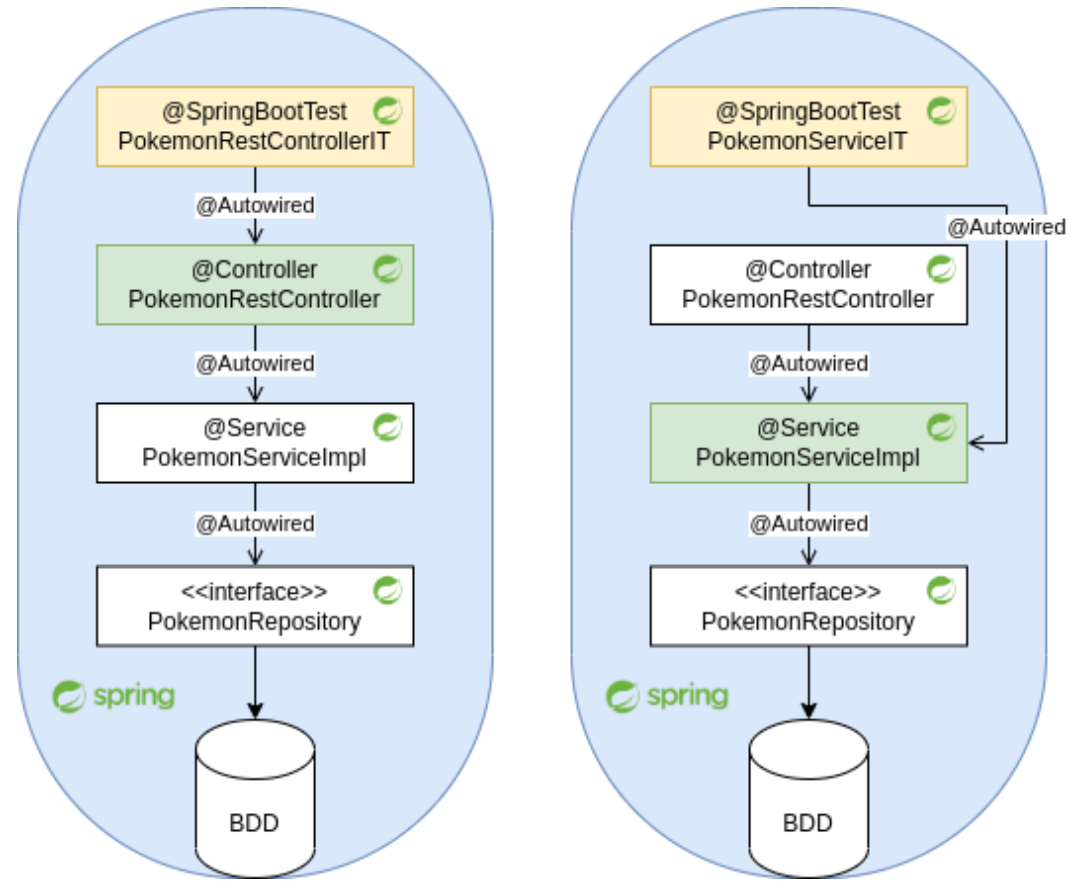 @SpringBootTest
PokemonRestControllerIT
@Autowired
@Controller
PokemonRestController
@Autowired
@Service
PokemonServiceImpl
@Autowired
<<interface>>
PokemonRepository
spring
BDD
@SpringBootTest
PokemonServiceIT
@Autowired
@Controller
PokemonRestController
@Autowired
@Service
PokemonServiceImpl
@Autowired
<<interface>>
PokemonRepository
spring
BDD